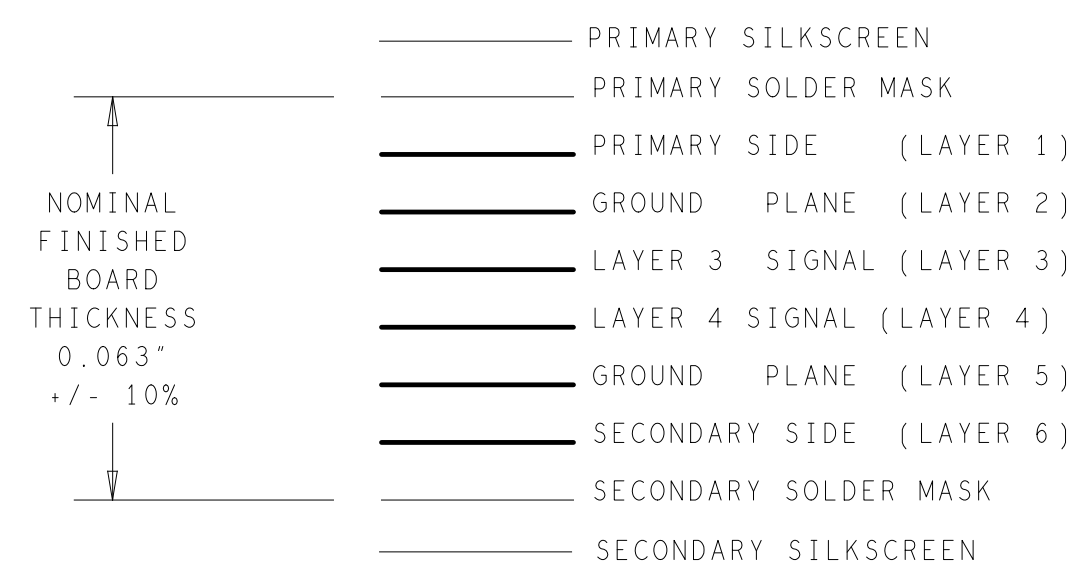 PRIMARY SILKSCREEN
PRIMARY SOLDER MASK
PRIMARY SIDE (LAYER 1)
GROUND PLANE (LAYER 2)
LAYER 3 SIGNAL (LAYER 3)
LAYER 4 SIGNAL (LAYER 4)
GROUND PLANE (LAYER 5)
SECONDARY SIDE (LAYER 6)
SECONDARY SOLDER MASK
SECONDARY SILKSCREEN
NOMINAL
FINISHED
BOARD
THICKNESS
0.063"
+/- 10%